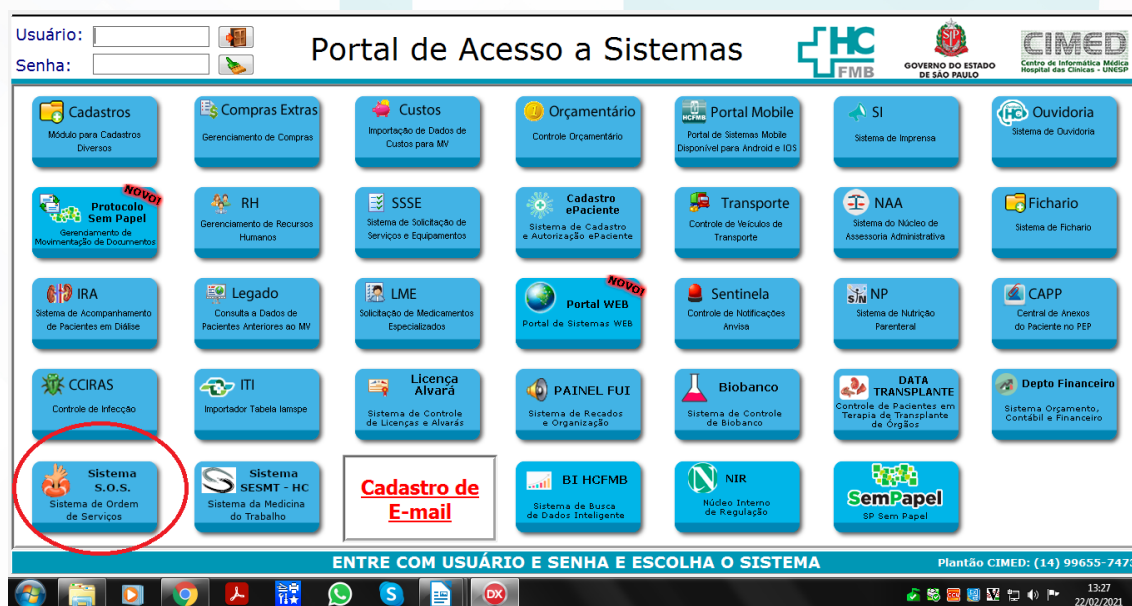 Usuário:
Senha:
Portal de Acesso a Sistemas
HC
FMB
SP
GOVERNO DO ESTADO
DE SÃO PAULO
CIMED
Centro de Informática Médica
Hospital das Clínicas - UNESP
Cadastros
Módulo para Cadastros
Diversos
Compras Extras
Gerenciamento de Compras
Custos
Importação de Dados de
Custos para MV
Orçamentário
Controle Orçamentário
HCFMB
Portal Mobile
Portal de Sistemas Mobile
Disponível para Android e IOS
SI
Sistema de Imprensa
Ouvidoria
Sistema de Ouvidoria
NOVO!
Protocolo
Sem Papel
Gerendamento de
Movimentação de Documentos
RH
Gerenciamento de Recursos
Humanos
SSSE
Sistema de Solicitação de
Serviços e Equipamentos
Cadastro
ePaciente
Sistema de Cadastro
e Autorização ePaciente
Transporte
Controle de Veículos de
Transporte
NAA
Sistema do Núcleo de
Assessoria Administrativa
Fichario
Sistema de Fichario
IRA
Sistema de Acompanhamento
de Pacientes em Diálise
Legado
Consulta a Dados de
Pacientes Anteriores ao MV
LME
Solicitação de Medicamentos
Especializados
NOVO!
Portal WEB
Portal de Sistemas WEB
Sentinela
Controle de Notificações
Anvisa
S/N NP
Sistema de Nutrição
Parenteral
CAPP
Central de Anexos
do Paciente no PEP
CCIRAS
Controle de Infecção
ITI
Importador Tabela Iamspe
Licença
Alvará
Sistema de Controle
de Licenças e Alvarás
PAINEL FUI
Sistema de Recados
e Organização
Biobanco
Sistema de Controle
de Biobanco
DATA
TRANSPLANTE
Controle de Pacientes em
Terapia de Transplante
de Órgãos
Depto Financeiro
Sistema Orçamento,
Contábil e Financeiro
Sistema
S.O.S.
Sistema de Ordem
de Serviços
Sistema
SESMT - HC
Sistema da Medicina
do Trabalho
Cadastro de
E-mail
BI HCFMB
Sistema de Busca
de Dados Inteligente
N
NIR
Núcleo Interno
de Regulação
SemPapel
SP Sem Papel
ENTRE COM USUÁRIO E SENHA E ESCOLHA O SISTEMA
Plantão CIMED: (14) 99655-7473
DX
13:27
22/02/2021